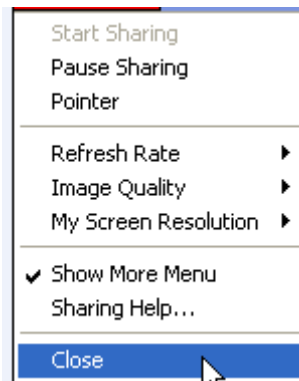 Start Sharing
Pause Sharing
Pointer
Refresh Rate
Image Quality
My Screen Resolution
Show More Menu
Sharing Help...
Close